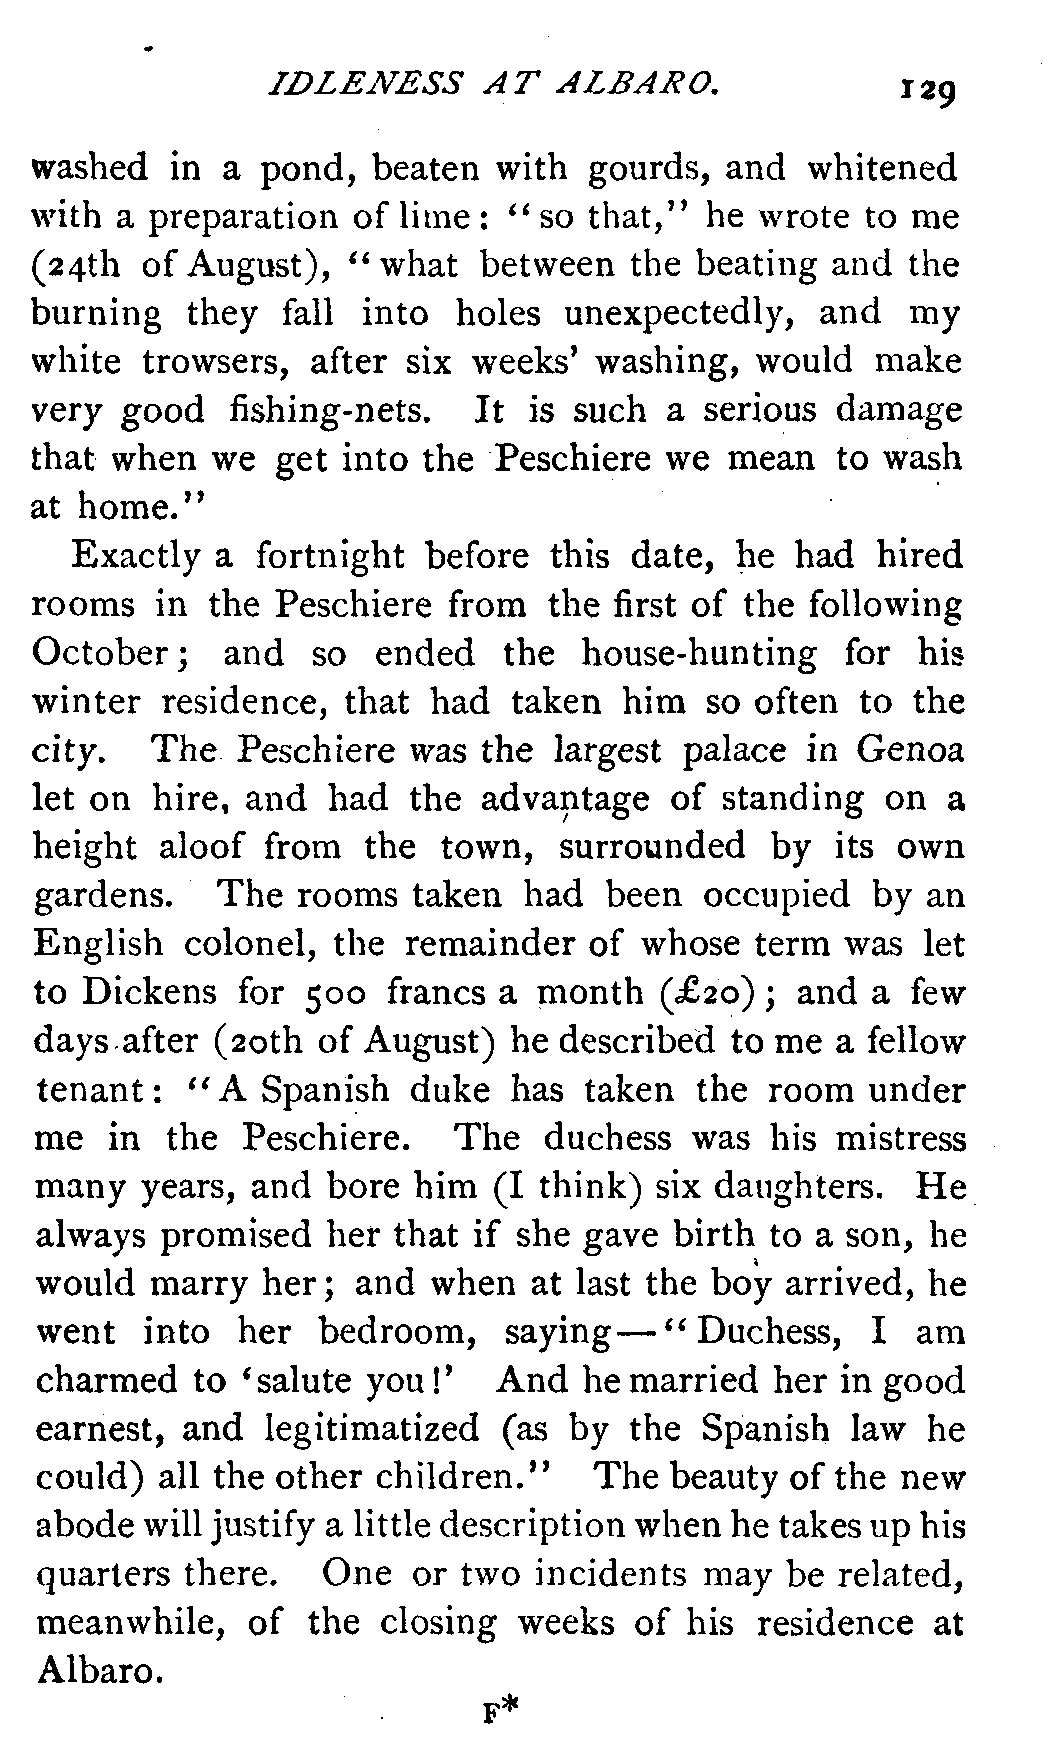 IDLENESS AT ALBARO. 129
washed in a pond, beaten with gourds, and whitened
with a preparation of lime: "so that," he wrote to me
(24th of August), "what between the beating and the
burning they fall into holes unexpectedly, and my
white trowsers, after six weeks' washing, would make
very good fishing-nets. It is such a serious damage
that when we get into the Peschiere we mean to wash
at home."
Exactly a fortnight before this date, he had hired
rooms in the Peschiere from the first of the following
October; and so ended the house-hunting for his
winter residence, that had taken him so often to the
city. The Peschiere was the largest palace in Genoa
let on hire, and had the advantage of standing on a
height aloof from the town, surrounded by its own
gardens. The rooms taken had been occupied by an
English colonel, the remainder of whose term was let
to Dickens for 500 francs a month (£20); and a few
days after (20th of August) he described to me a fellow
tenant: "A Spanish duke has taken the room under
me in the Peschiere. The duchess was his mistress
many years, and bore him (I think) six daughters. He
always promised her that if she gave birth to a son, he
would marry her; and when at last the boy arrived, he
went into her bedroom, saying—"Duchess, I am
charmed to 'salute you!' And he married her in good
earnest, and legitimatized (as by the Spanish law he
could) all the other children." The beauty of the new
abode will justify a little description when he takes up his
quarters there. One or two incidents may be related,
meanwhile, of the closing weeks of his residence at
Albaro.
F*